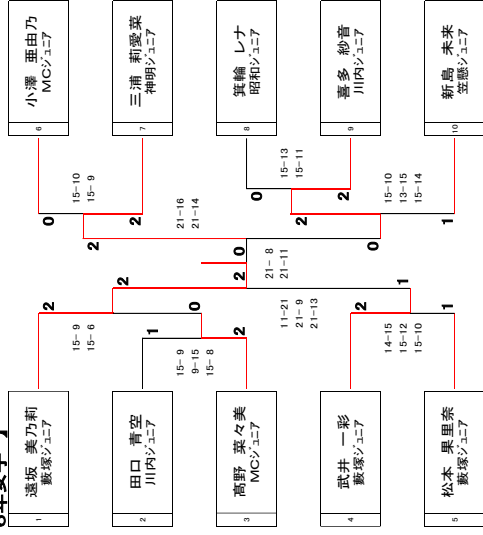 年女子 】
1
遠坂 美乃莉
藪塚ジュニア
2
15-9
15-6
2
0
15-10
15-9
6
小澤 亜由乃
MCジュニア
2
田口 青空
川内ジュニア
1
15-9
9-15
15-8
0
2
2
7
三浦 莉愛菜
神明ジュニア
21-16
21-14
3
高野 菜々美
MCジュニア
2
2
0
21-8
21-11
0
8
箕輪 レナ
昭和ジュニア
15-13
15-11
11-21
21-9
21-13
4
武井 一彩
藪塚ジュニア
2
14-15
15-12
15-10
1
0
2
2
9
喜多 紗音
川内ジュニア
15-10
13-15
15-14
5
松本 果里奈
藪塚ジュニア
1
1
10
新島 未来
笠懸ジュニア